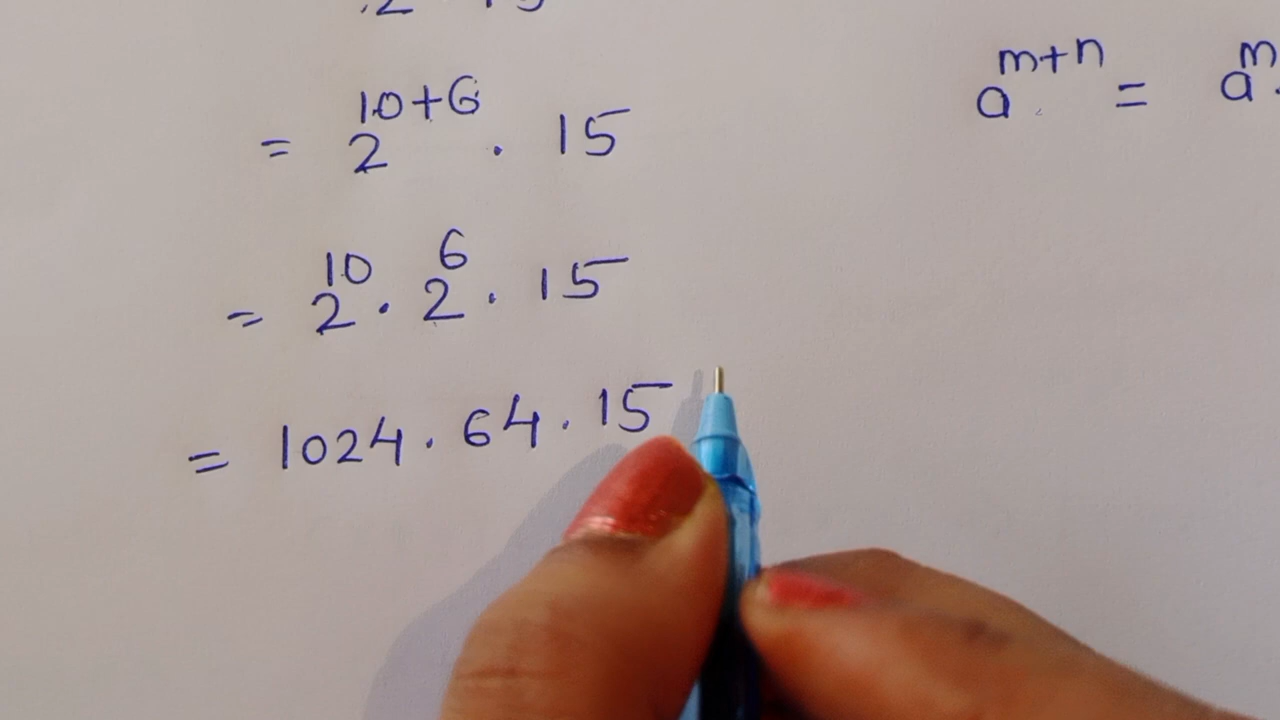 = 2^{10+6} . 15
a^{m+n} = a^m.
= 2^{10} . 2^6 . 15
= 1024 . 64 . 15